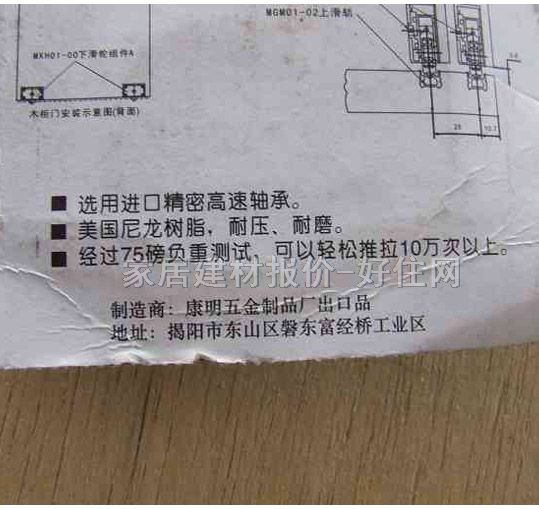 MGM01-02上滑轨
MXH01-00下滑轮组件A
木柜门安装示意图(背面)
25
10.7
■ 选用进口精密高速轴承。
■ 美国尼龙树脂，耐压、耐磨。
■ 经过75磅负重测试，可以轻松推拉10万次以上。
家居建材报价-好住网
制造商：康明五金制品厂出口品
地址：揭阳市东山区磐东富经桥工业区